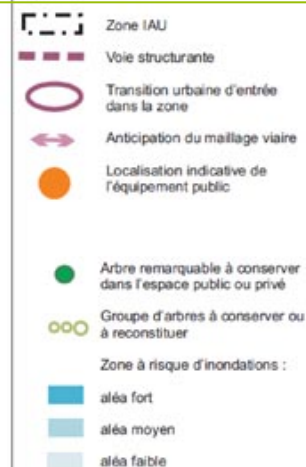 Zone IAU
Voie structurante
Transition urbaine d'entrée
dans la zone
Anticipation du maillage viaire
Localisation indicative de
l'équipement public
Arbre remarquable à conserver
dans l'espace public ou privé
Groupe d'arbres à conserver ou
à reconstituer
Zone à risque d'inondations :
aléa fort
aléa moyen
aléa faible